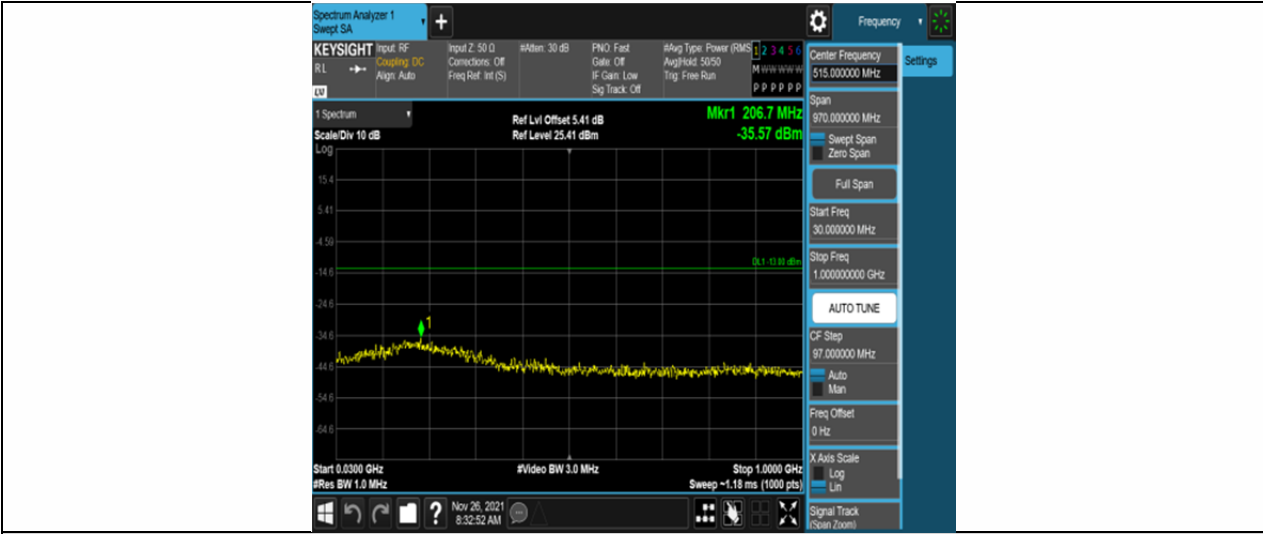 Spectrum Analyzer 1
Swept SA
+
Frequency
KEYSIGHT
RL
LV
Input: RF
Coupling: DC
Align: Auto
Input Z: 50 Ω
Corrections: Off
Freq Ref: Int (S)
#Atten: 30 dB
PNO: Fast
Gate: Off
IF Gain: Low
Sig Track: Off
#Avg Type: Power (RMS
Avg|Hold: 50/50
Trig: Free Run
1 2 3 4 5 6
M W W W W W
P P P P P P
1 Spectrum
Scale/Div 10 dB
Log
Ref Lvl Offset 5.41 dB
Ref Level 25.41 dBm
Mkr1 206.7 MHz
-35.57 dBm
15.4
5.41
-4.59
DL1 -13.00 dBm
-14.6
-24.6
1
-34.6
-44.6
-54.6
-64.6
Start 0.0300 GHz
#Res BW 1.0 MHz
#Video BW 3.0 MHz
Stop 1.0000 GHz
Sweep ~1.18 ms (1000 pts)
?
Nov 26, 2021
8:32:52 AM
Center Frequency
515.000000 MHz
Span
970.000000 MHz
Swept Span
Zero Span
Full Span
Start Freq
30.000000 MHz
Stop Freq
1.000000000 GHz
AUTO TUNE
CF Step
97.000000 MHz
Auto
Man
Freq Offset
0 Hz
X Axis Scale
Log
Lin
Signal Track
(Span Zoom)
Settings